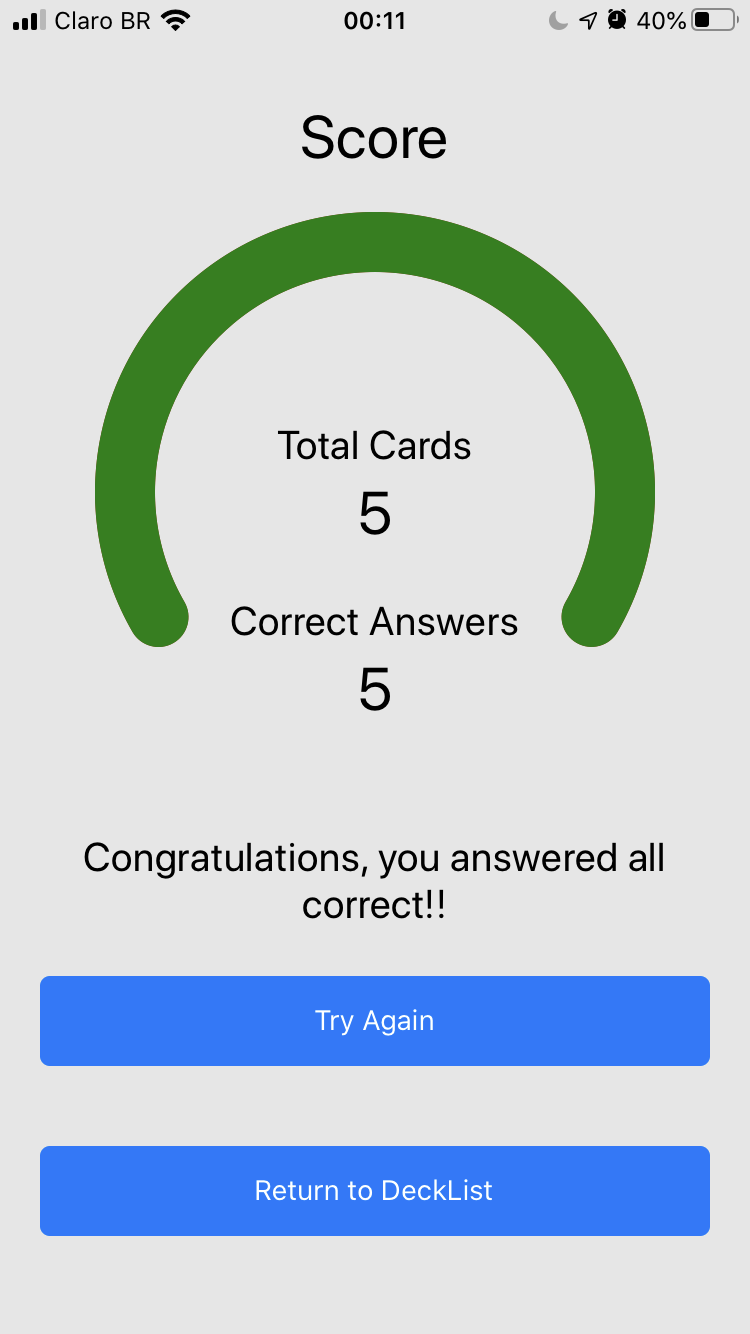 Claro BR 00:11 40%
Score
Total Cards
5
Correct Answers
5
Congratulations, you answered all
correct!!
Try Again
Return to DeckList